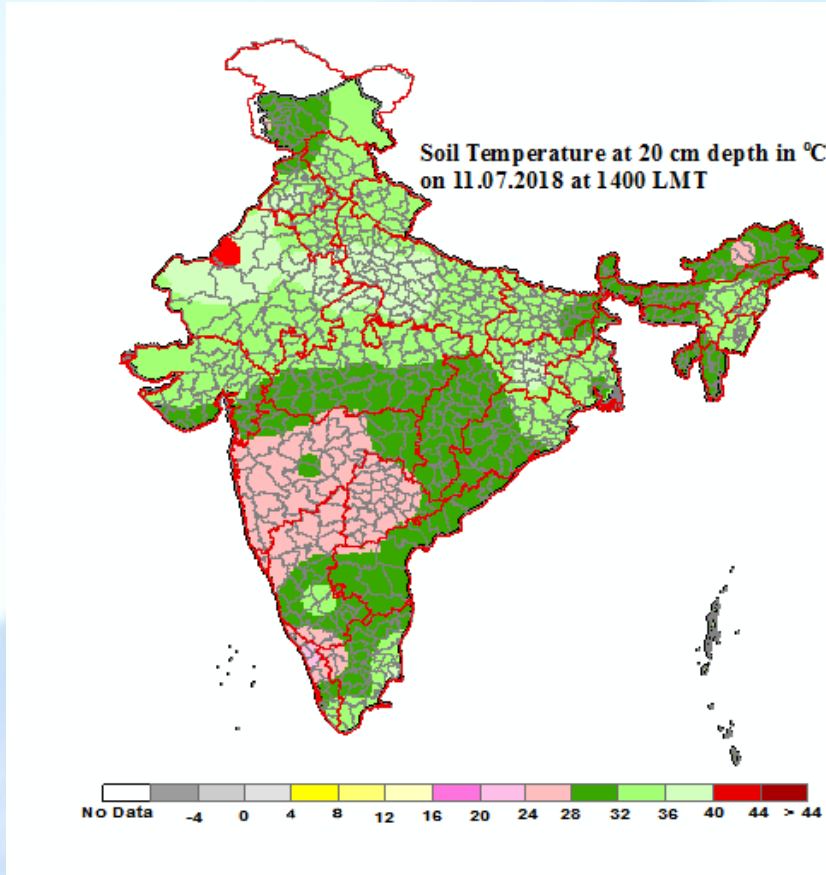 Soil Temperature at 20 cm depth in °C
on 11.07.2018 at 1400 LMT
No Data -4 0 4 8 12 16 20 24 28 32 36 40 44 > 44